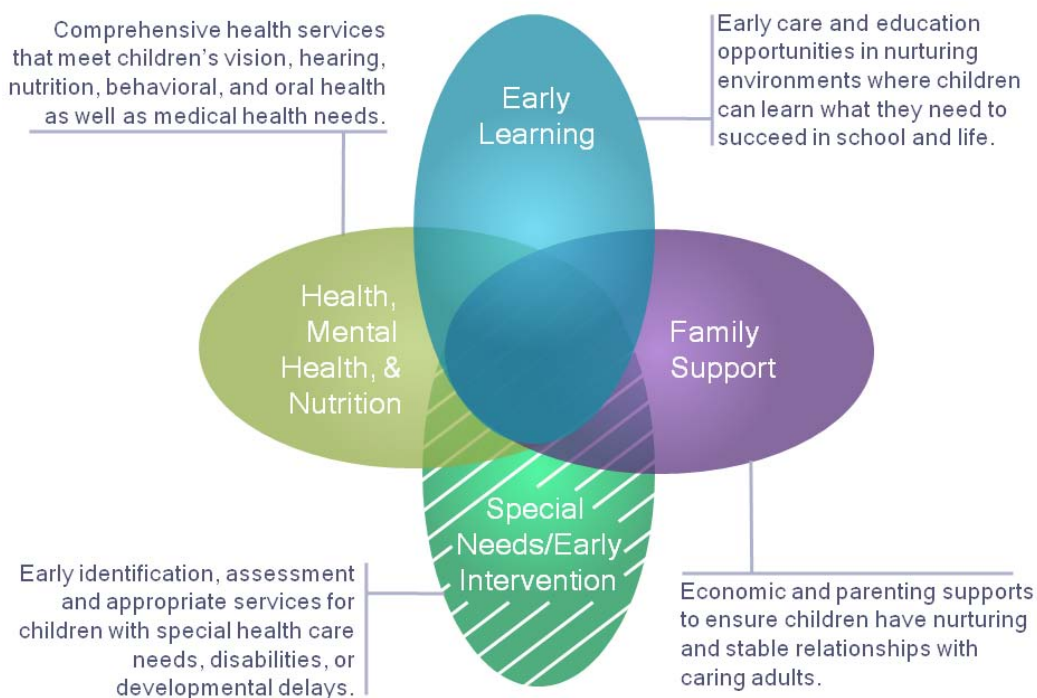 Comprehensive health services
that meet children's vision, hearing,
nutrition, behavioral, and oral health
as well as medical health needs.
Early care and education
opportunities in nurturing
environments where children
can learn what they need to
succeed in school and life.
Early
Learning
Health,
Mental
Health, &
Nutrition
Family
Support
Special
Needs/Early
Intervention
Early identification, assessment
and appropriate services for
children with special health care
needs, disabilities, or
developmental delays.
Economic and parenting supports
to ensure children have nurturing
and stable relationships with
caring adults.